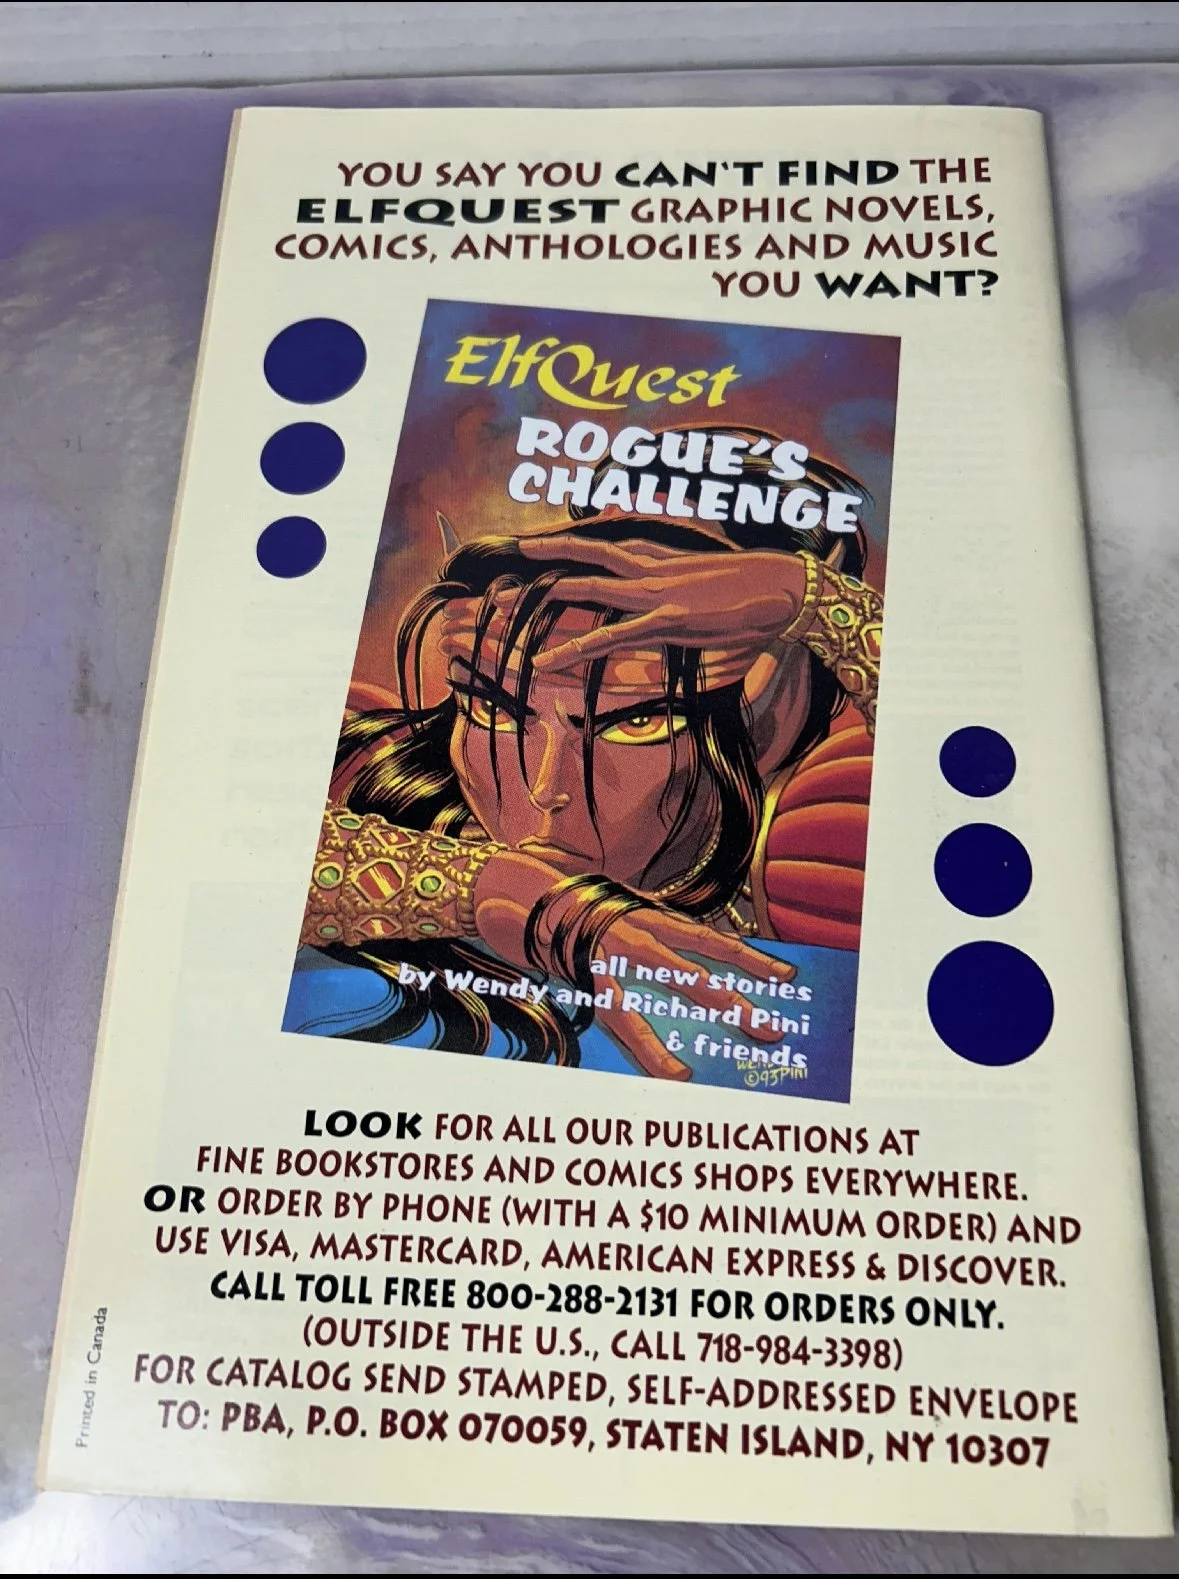 YOU SAY YOU CAN'T FIND THE
ELFQUEST GRAPHIC NOVELS,
COMICS, ANTHOLOGIES AND MUSIC
YOU WANT?
ElfQuest
ROGUE'S
CHALLENGE
all new stories
by Wendy and Richard Pini
& friends
©93 PINI
LOOK FOR ALL OUR PUBLICATIONS AT
FINE BOOKSTORES AND COMICS SHOPS EVERYWHERE.
OR ORDER BY PHONE (WITH A $10 MINIMUM ORDER) AND
USE VISA, MASTERCARD, AMERICAN EXPRESS & DISCOVER.
CALL TOLL FREE 800-288-2131 FOR ORDERS ONLY.
(OUTSIDE THE U.S., CALL 718-984-3398)
FOR CATALOG SEND STAMPED, SELF-ADDRESSED ENVELOPE
TO: PBA, P.O. BOX 070059, STATEN ISLAND, NY 10307
Printed in Canada